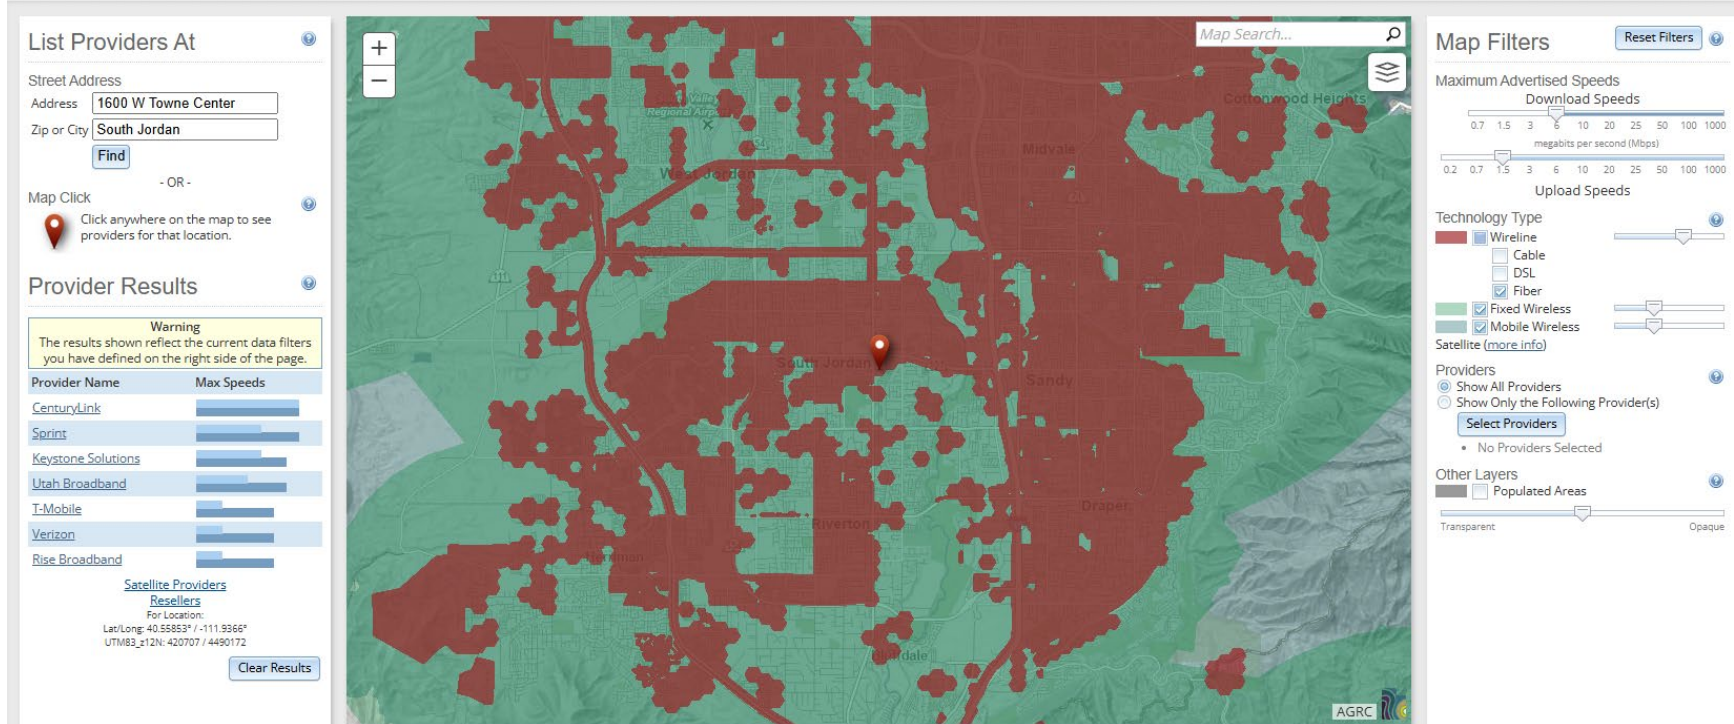 List Providers At
Street Address
Address 1600 W Towne Center
Zip or City South Jordan
Find
- OR -
Map Click
Click anywhere on the map to see
providers for that location.
Provider Results
Warning
The results shown reflect the current data filters
you have defined on the right side of the page.
Provider Name Max Speeds
CenturyLink
Sprint
Keystone Solutions
Utah Broadband
T-Mobile
Verizon
Rise Broadband
Satellite Providers
Resellers
For Location:
Lat/Long: 40.55853° / -111.9366°
UTM83_z12N: 420707 / 4490172
Clear Results
+
−
Map Search...
Regional Airport
Cottonwood Heights
Midvale
West Jordan
South Jordan
Sandy
Draper
Riverton
Herriman
Bluffdale
AGRC
Map Filters
Reset Filters
Maximum Advertised Speeds
Download Speeds
0.7 1.5 3 6 10 20 25 50 100 1000
megabits per second (Mbps)
0.2 0.7 1.5 3 6 10 20 25 50 100 1000
Upload Speeds
Technology Type
Wireline
Cable
DSL
Fiber
Fixed Wireless
Mobile Wireless
Satellite (more info)
Providers
Show All Providers
Show Only the Following Provider(s)
Select Providers
• No Providers Selected
Other Layers
Populated Areas
Transparent Opaque